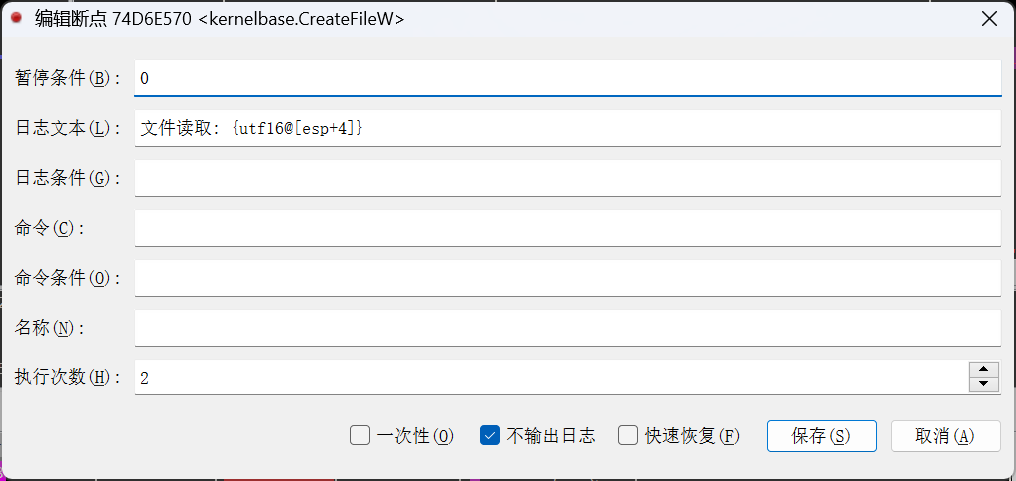 编辑断点 74D6E570 <kernelbase.CreateFileW>
暂停条件(B): 0
日志文本(L): 文件读取: {utf16@[esp+4]}
日志条件(G):
命令(C):
命令条件(O):
名称(N):
执行次数(H): 2
一次性(O) 不输出日志 快速恢复(F) 保存(S) 取消(A)